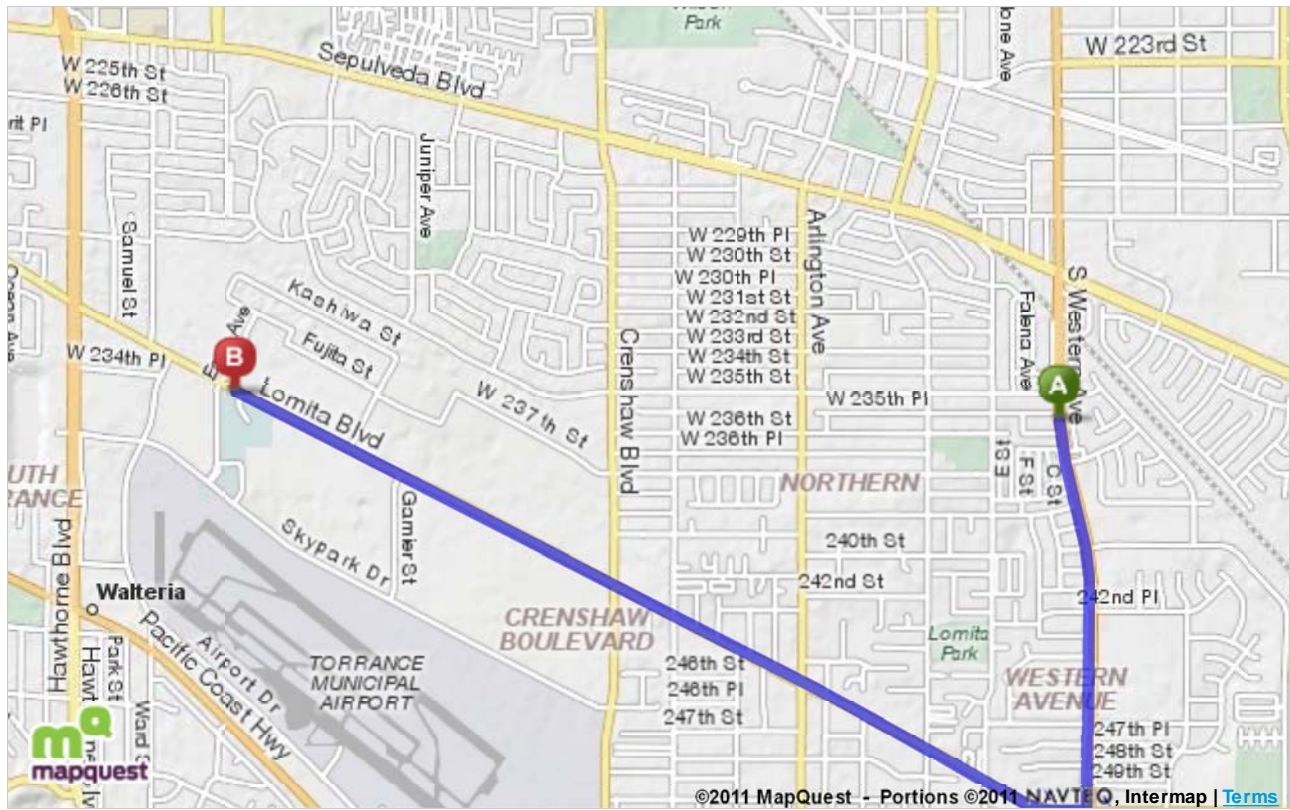 Park
W 223rd St
W 225th St
W 226th St
Sepulveda Blvd
rit Pl
Juniper Ave
Samuel St
Arlington Ave
W 229th Pl
W 230th St
W 230th Pl
W 231st St
W 232nd St
W 233rd St
W 234th St
W 235th St
S Western Ave
Falena Ave
Kashiwa St
Ave
Fujita St
Crenshaw Blvd
W 234th Pl
B
A
Lomita Blvd
W 237th St
W 235th Pl
W 236th St
W 236th Pl
E St
F St
C St
UTH
RANCE
NORTHERN
Garnier St
Skypark Dr
240th St
242nd St
242nd Pl
Hawthorne Blvd
Walteria
CRENSHAW
BOULEVARD
Lomita
Park
Pacific Coast Hwy
Airport Dr
Park St
TORRANCE
MUNICIPAL
AIRPORT
246th St
246th Pl
247th St
WESTERN
AVENUE
247th Pl
248th St
249th St
Ward S
mapquest
©2011 MapQuest - Portions ©2011 NAVTEQ, Intermap | Terms